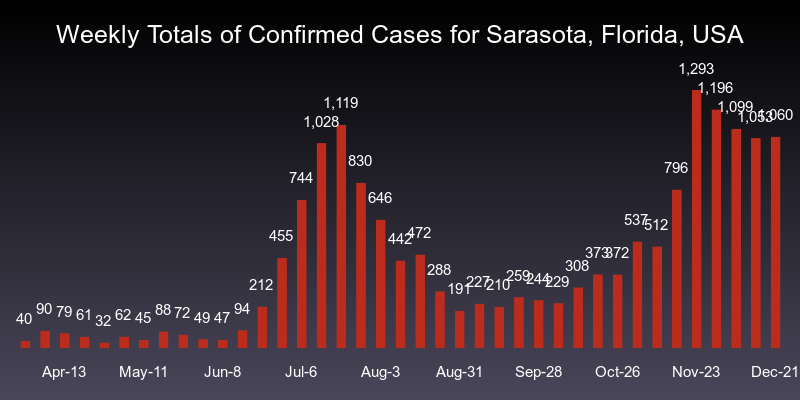 Weekly Totals of Confirmed Cases for Sarasota, Florida, USA
40 90 79 61 32 62 45 88 72 49 47 94 212 455 744 1,028 1,119 830 646 442 472 288 191 227 210 259 244 229 308 373 372 537 512 796 1,293 1,196 1,099 1,053 1,060
Apr-13 May-11 Jun-8 Jul-6 Aug-3 Aug-31 Sep-28 Oct-26 Nov-23 Dec-21